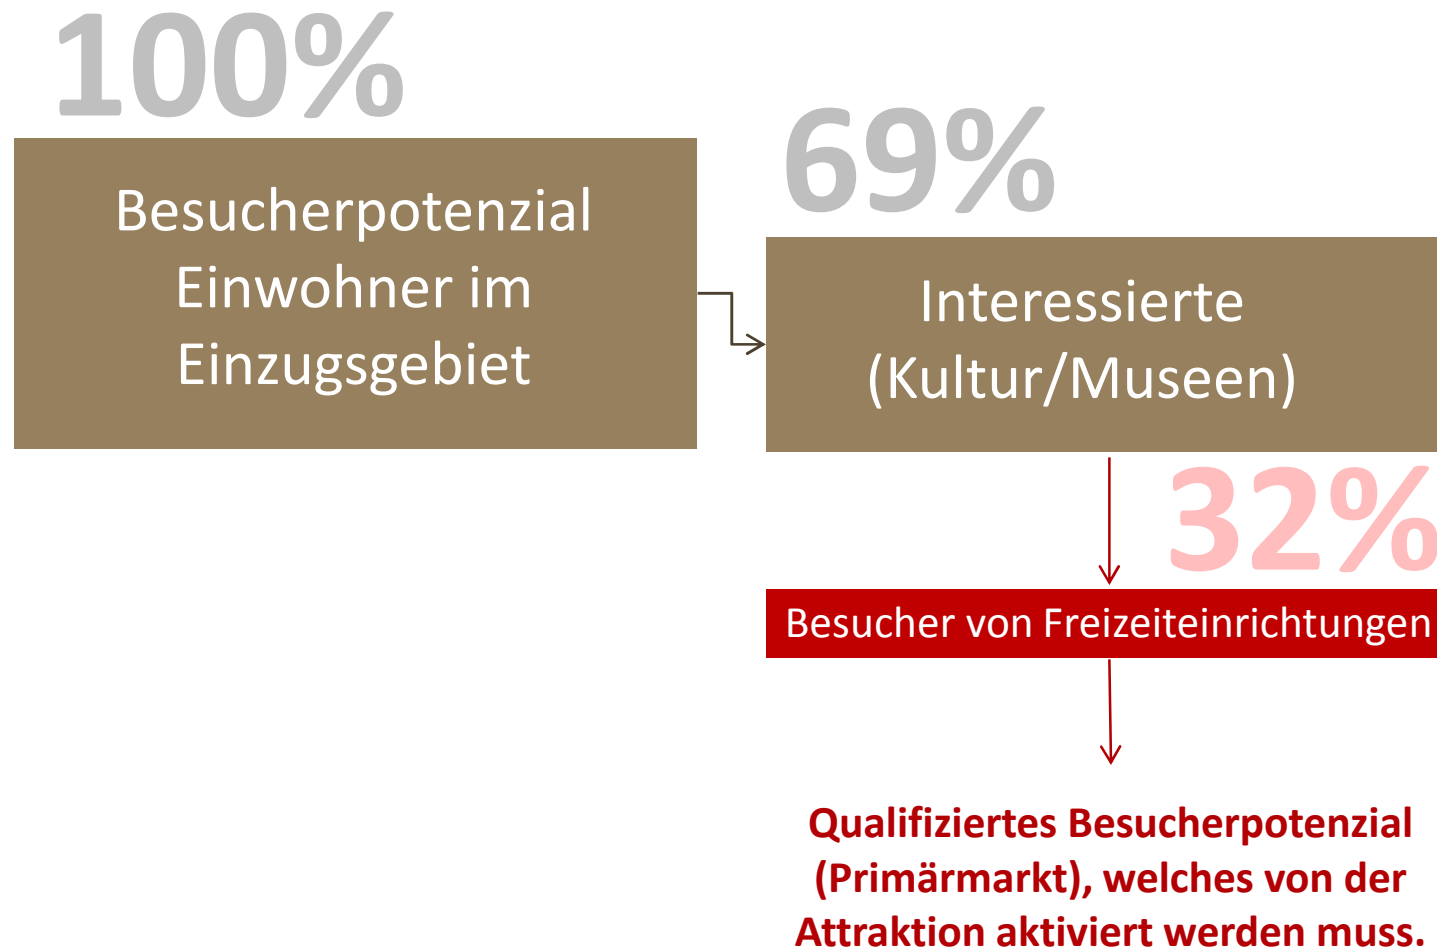 100%
Besucherpotenzial
Einwohner im
Einzugsgebiet
69%
Interessierte
(Kultur/Museen)
32%
Besucher von Freizeiteinrichtungen
Qualifiziertes Besucherpotenzial
(Primärmarkt), welches von der
Attraktion aktiviert werden muss.